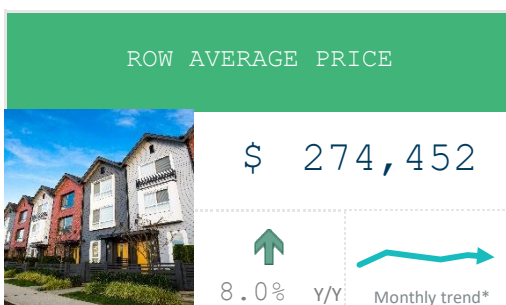 ROW AVERAGE PRICE
$ 274,452
8.0% Y/Y
Monthly trend*